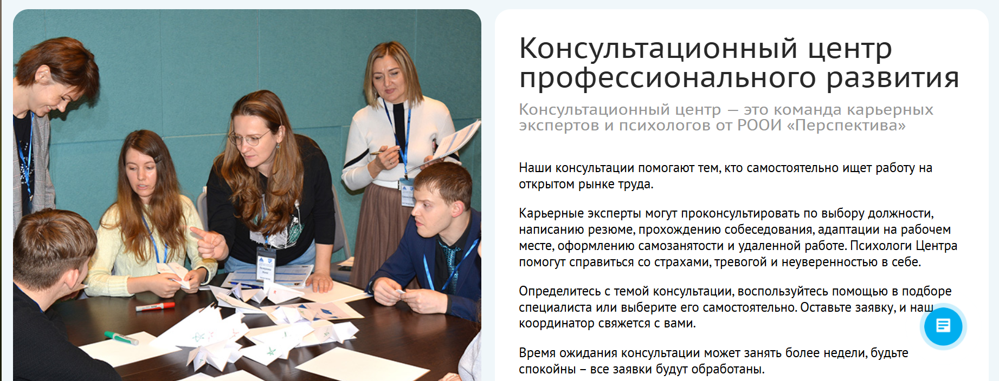 Консультационный центр
профессионального развития
Консультационный центр — это команда карьерных
экспертов и психологов от РООИ «Перспектива»
Наши консультации помогают тем, кто самостоятельно ищет работу на
открытом рынке труда.
Карьерные эксперты могут проконсультировать по выбору должности,
написанию резюме, прохождению собеседования, адаптации на рабочем
месте, оформлению самозанятости и удаленной работе. Психологи Центра
помогут справиться со страхами, тревогой и неуверенностью в себе.
Определитесь с темой консультации, воспользуйтесь помощью в подборе
специалиста или выберите его самостоятельно. Оставьте заявку, и наш
координатор свяжется с вами.
Время ожидания консультации может занять более недели, будьте
спокойны – все заявки будут обработаны.